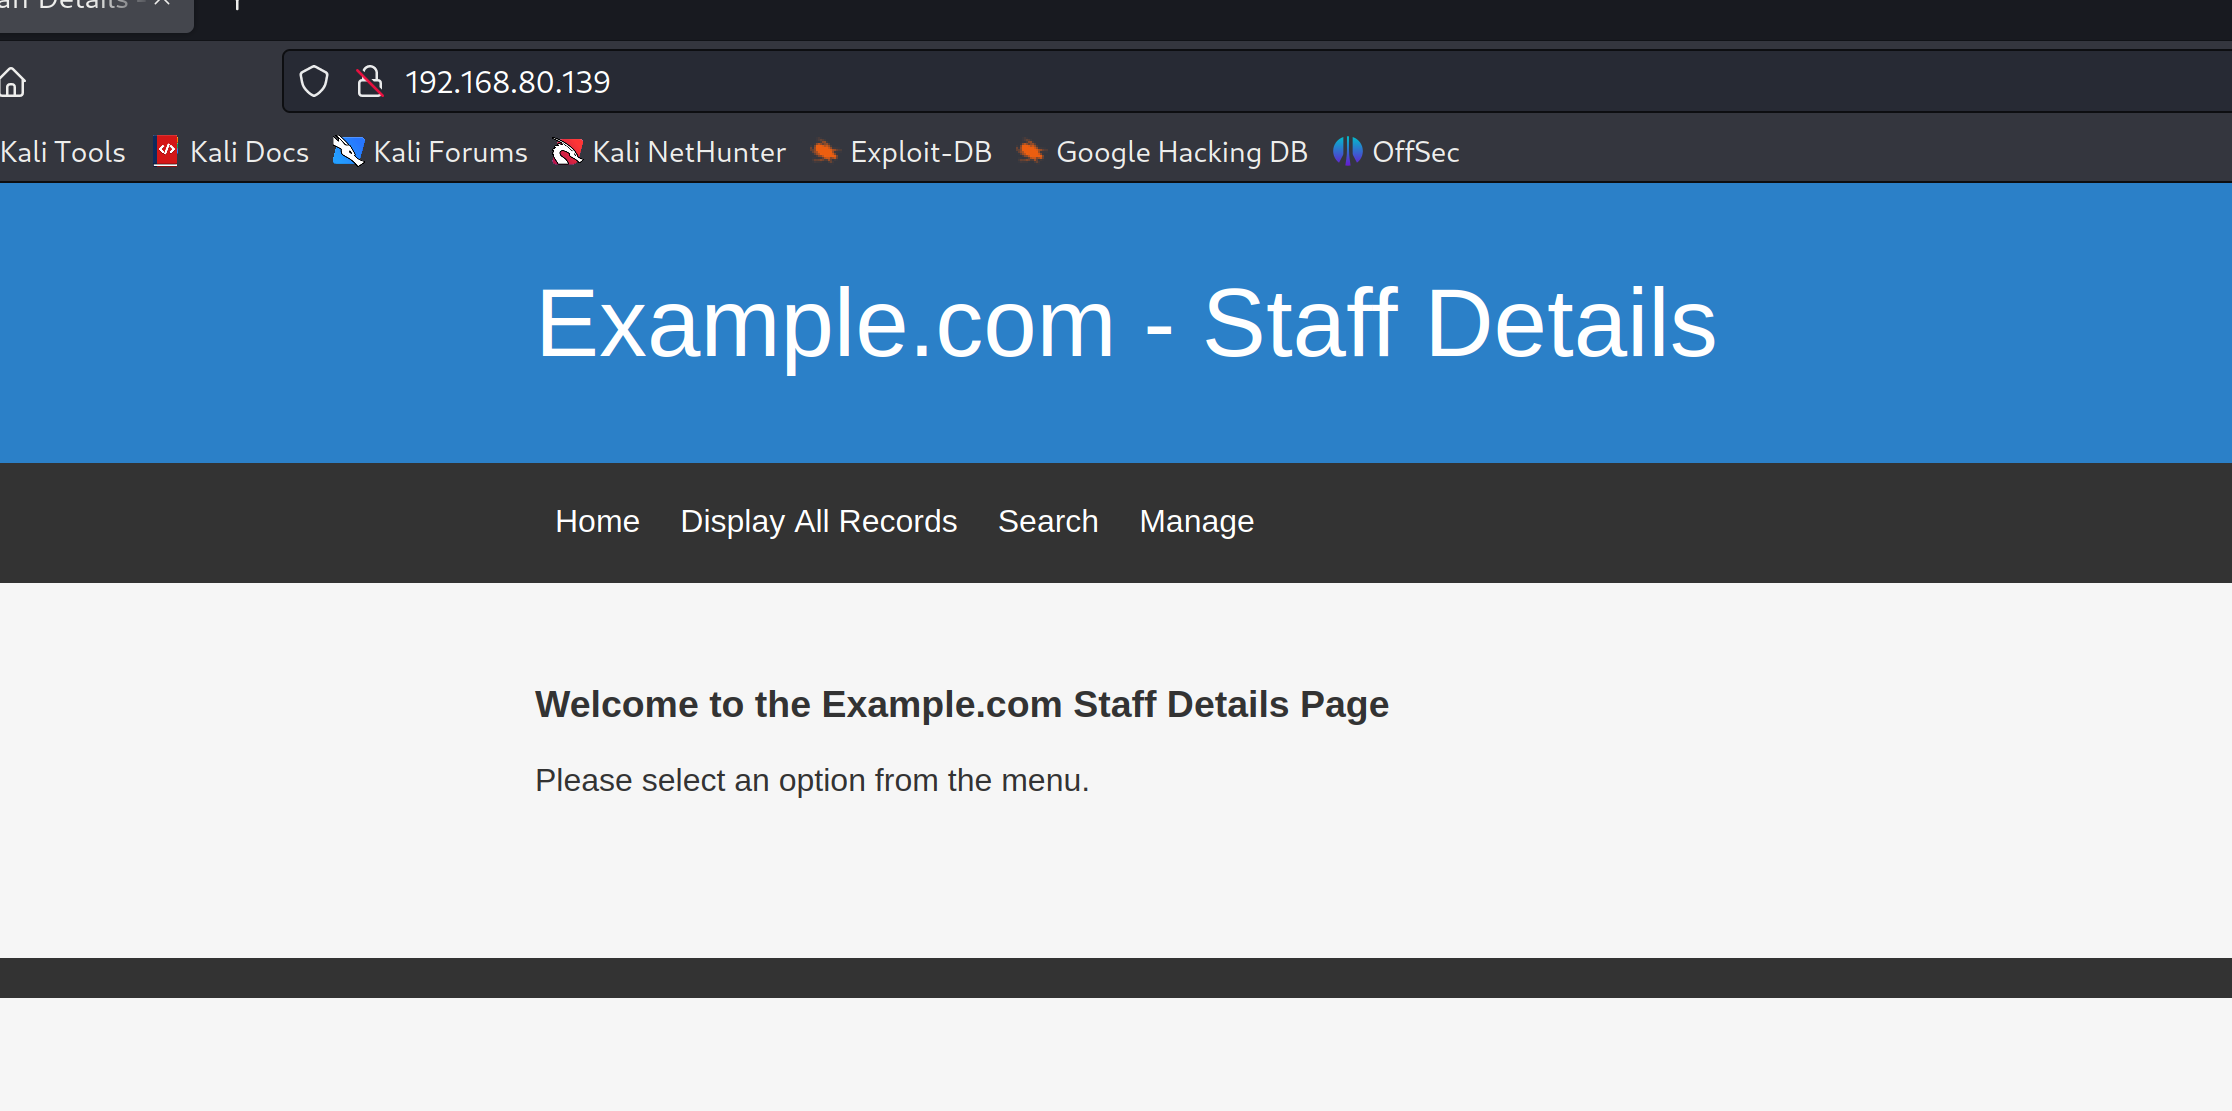 Details -
192.168.80.139
Kali Tools Kali Docs Kali Forums Kali NetHunter Exploit-DB Google Hacking DB OffSec
Example.com - Staff Details
Home Display All Records Search Manage
Welcome to the Example.com Staff Details Page
Please select an option from the menu.